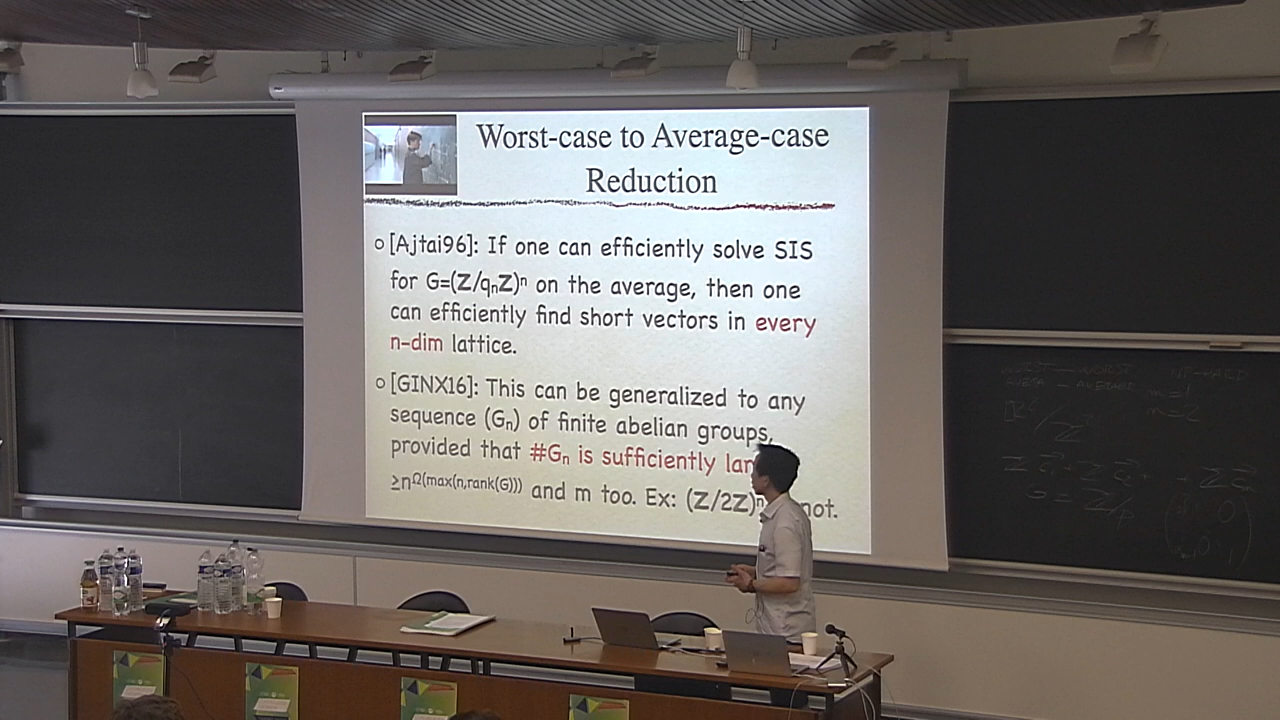 Worst-case to Average-case
Reduction
[Ajtai96]: If one can efficiently solve SIS
for G=(Z/qₙZ)ⁿ on the average, then one
can efficiently find short vectors in every
n-dim lattice.
[GINX16]: This can be generalized to any
sequence (Gₙ) of finite abelian groups,
provided that #Gₙ is sufficiently lar
≥n^Ω(max(n,rank(G))) and m too. Ex: (Z/2Z)ⁿ not.